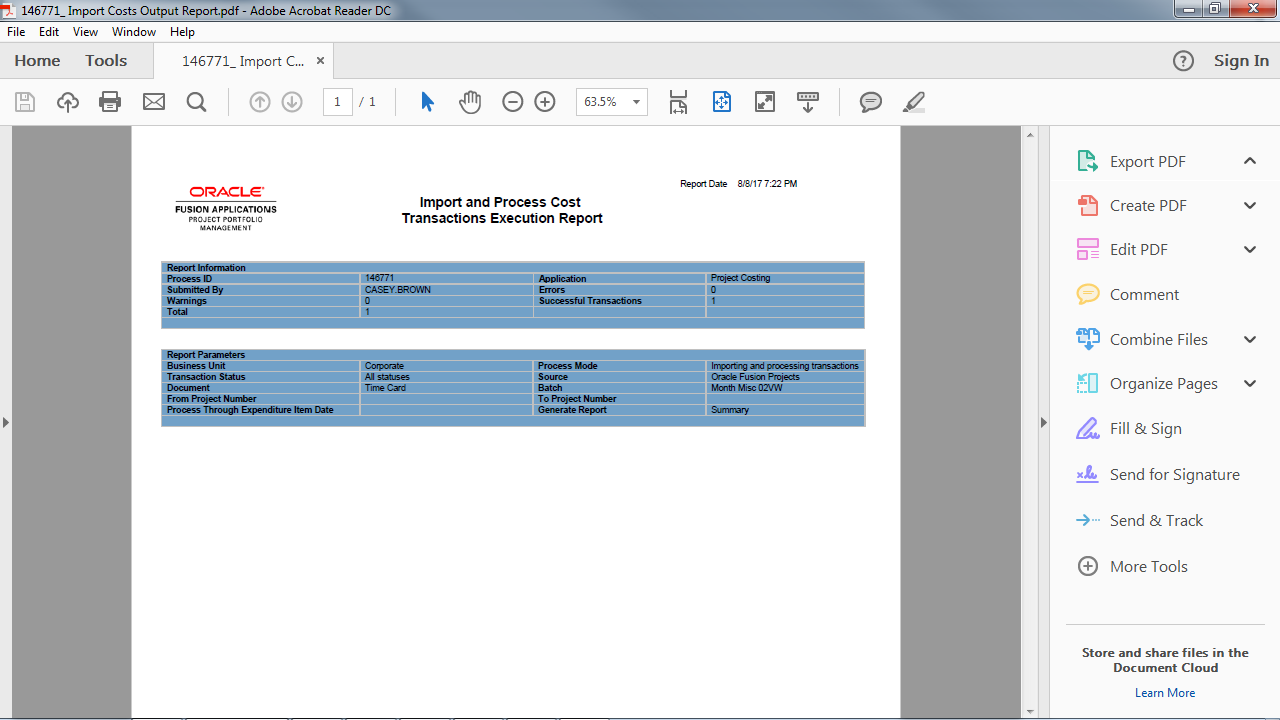 146771_ Import Costs Output Report.pdf - Adobe Acrobat Reader DC
File Edit View Window Help
Home Tools 146771_ Import C... × Sign In
1 / 1 63.5%
Report Date 8/8/17 7:22 PM
ORACLE
FUSION APPLICATIONS
PROJECT PORTFOLIO
MANAGEMENT
Import and Process Cost
Transactions Execution Report
Report Information
Process ID 146771 Application Project Costing
Submitted By CASEY.BROWN Errors 0
Warnings 0 Successful Transactions 1
Total 1
Report Parameters
Business Unit Corporate Process Mode Importing and processing transactions
Transaction Status All statuses Source Oracle Fusion Projects
Document Time Card Batch Month Misc 02VW
From Project Number To Project Number
Process Through Expenditure Item Date Generate Report Summary
Export PDF
Create PDF
Edit PDF
Comment
Combine Files
Organize Pages
Fill & Sign
Send for Signature
Send & Track
More Tools
Store and share files in the
Document Cloud
Learn More